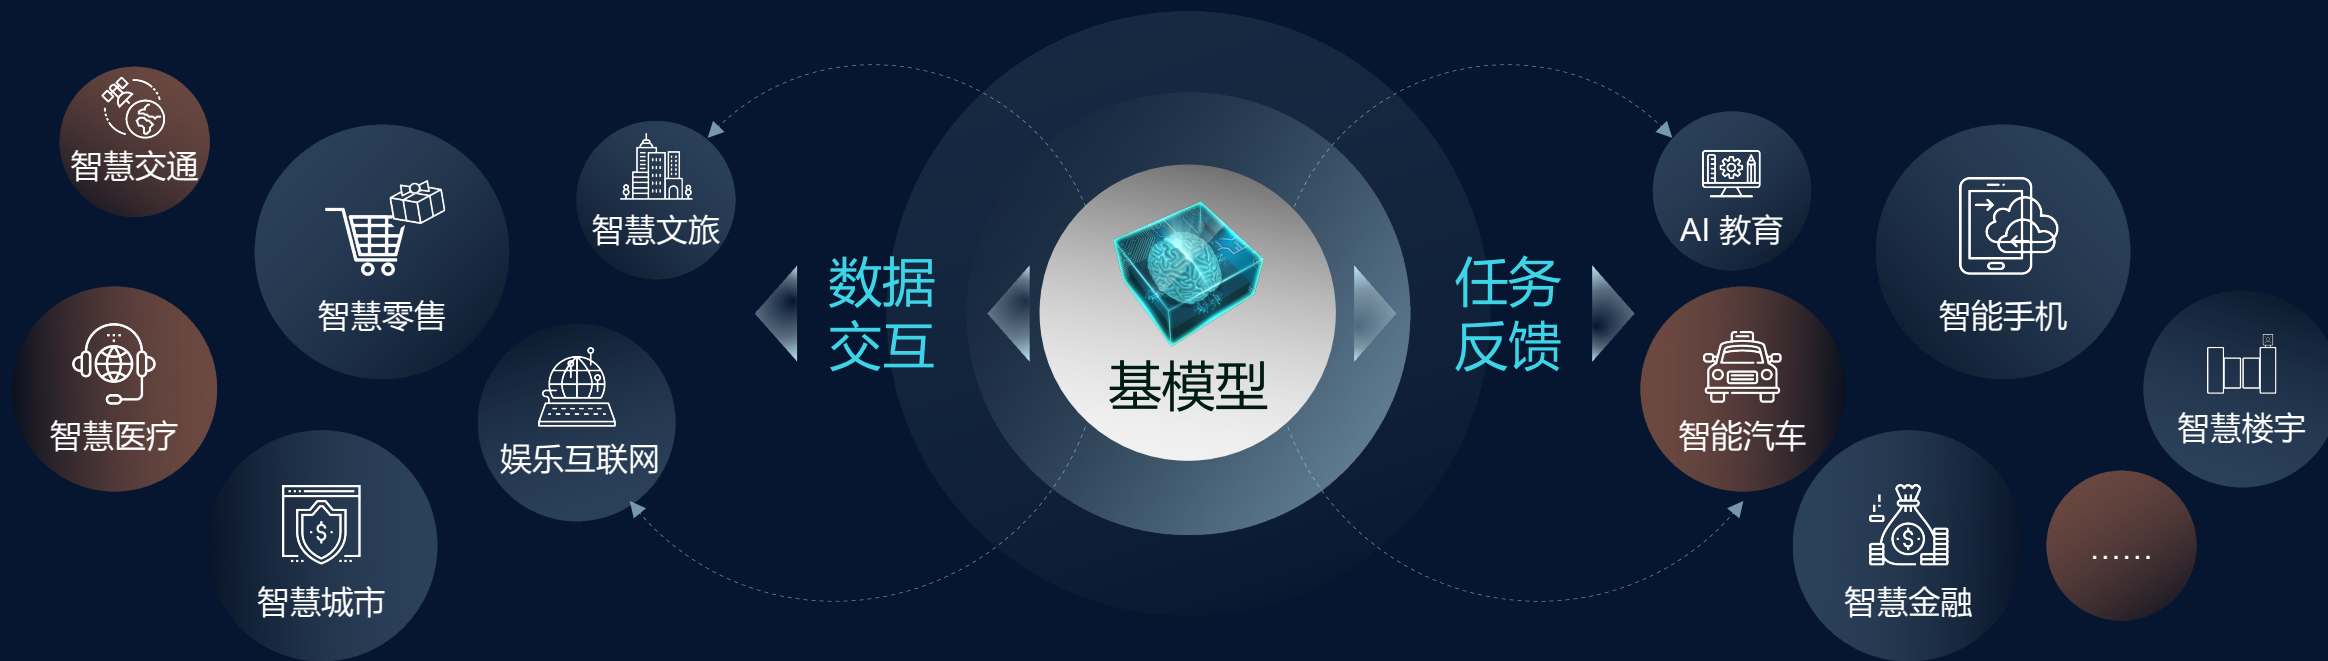 智慧交通
智慧零售
智慧文旅
智慧医疗
娱乐互联网
智慧城市
数据
交互
基模型
任务
反馈
AI 教育
智能手机
智能汽车
智慧楼宇
智慧金融
……